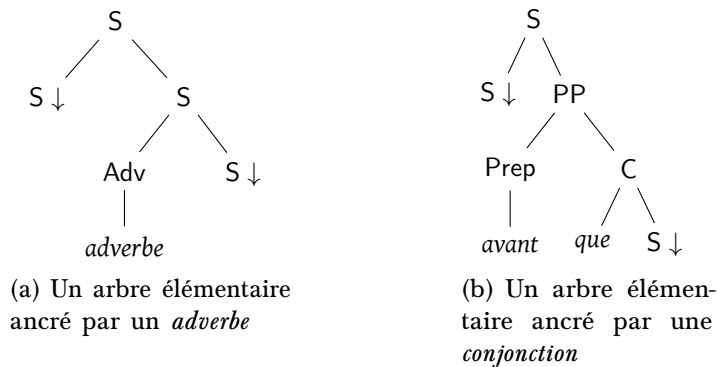 S
S
S↓
S
S↓
PP
Adv
S↓
Prep
C
adverbe
avant
que
S↓
(a) Un arbre élémentaire
ancré par un adverbe
(b) Un arbre élémen-
taire ancré par une
conjonction